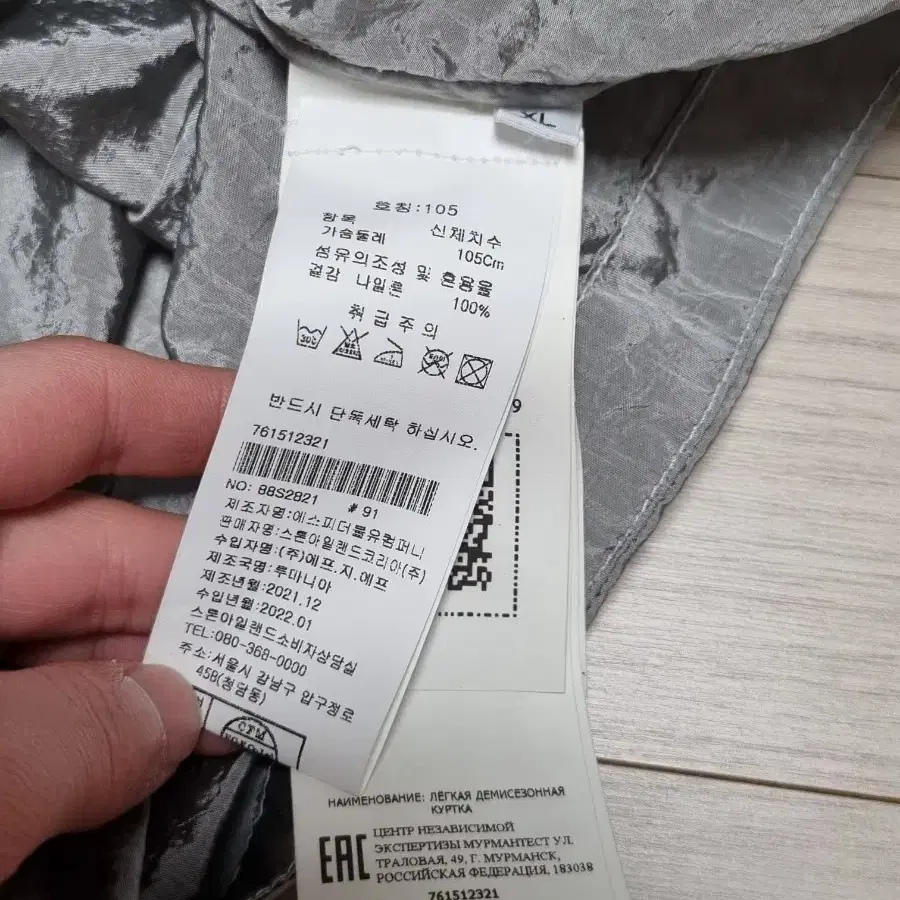 XL
호칭:105
항목 신체치수
가슴둘레 105Cm
섬유의조성 및 혼용율
겉감 나일론 100%
취급주의
반드시 단독세탁 하십시오.
761512321
NO: 88S2821 #91
제조자명:에스피더블유컴퍼니
판매자명:스톤아일랜드코리아(주)
수입자명:(주)에프.지.에프
제조국명:루마니아
제조년월:2021.12
수입년월:2022.01
스톤아일랜드소비자상담실
TEL:080-368-0000
주소:서울시 강남구 압구정로
458(청담동)
9
НАИМЕНОВАНИЕ: ЛЁГКАЯ ДЕМИСЕЗОННАЯ
КУРТКА
EAC
ЦЕНТР НЕЗАВИСИМОЙ
ЭКСПЕРТИЗЫ МУРМАНТЕСТ УЛ.
ТРАЛОВАЯ, 49, Г. МУРМАНСК,
РОССИЙСКАЯ ФЕДЕРАЦИЯ, 183038
761512321